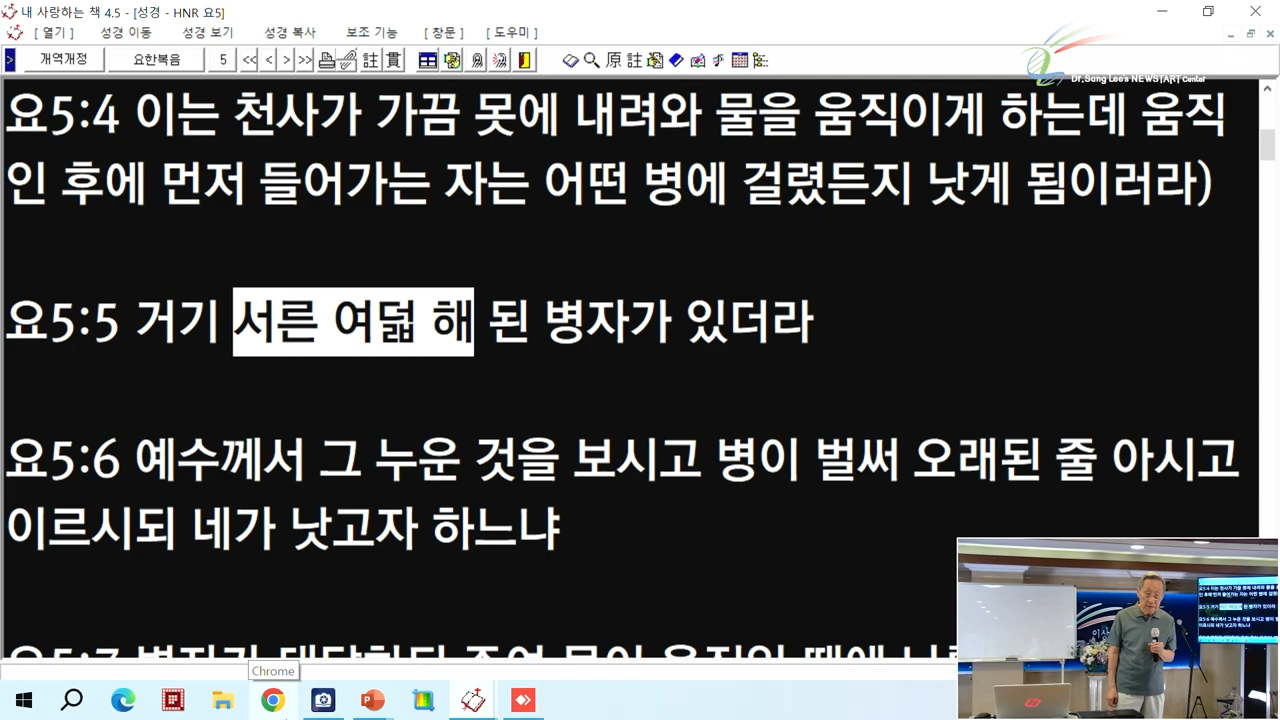 내 사랑하는 책 4.5 - [성경 - HNR 요5]
[ 열기 ] 성경 이동 성경 보기 성경 복사 보조 기능 [ 창문 ] [ 도우미 ]
개역개정 요한복음 5 << < > >> 註 貫 原 註
Dr.Sang Lee's NEWSTART Center
요5:4 이는 천사가 가끔 못에 내려와 물을 움직이게 하는데 움직
인 후에 먼저 들어가는 자는 어떤 병에 걸렸든지 낫게 됨이러라)
요5:5 거기 서른 여덟 해 된 병자가 있더라
요5:6 예수께서 그 누운 것을 보시고 병이 벌써 오래된 줄 아시고
이르시되 네가 낫고자 하느냐
Chrome